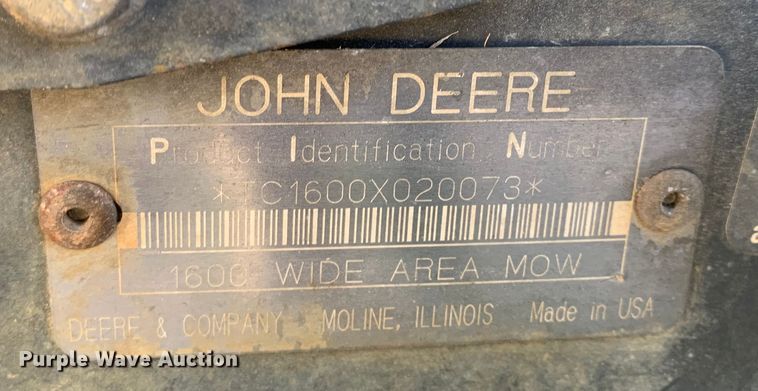 JOHN DEERE
Product Identification Number
*TC1600X020073*
1600 WIDE AREA MOW
DEERE & COMPANY MOLINE, ILLINOIS Made in USA
Purple Wave Auction